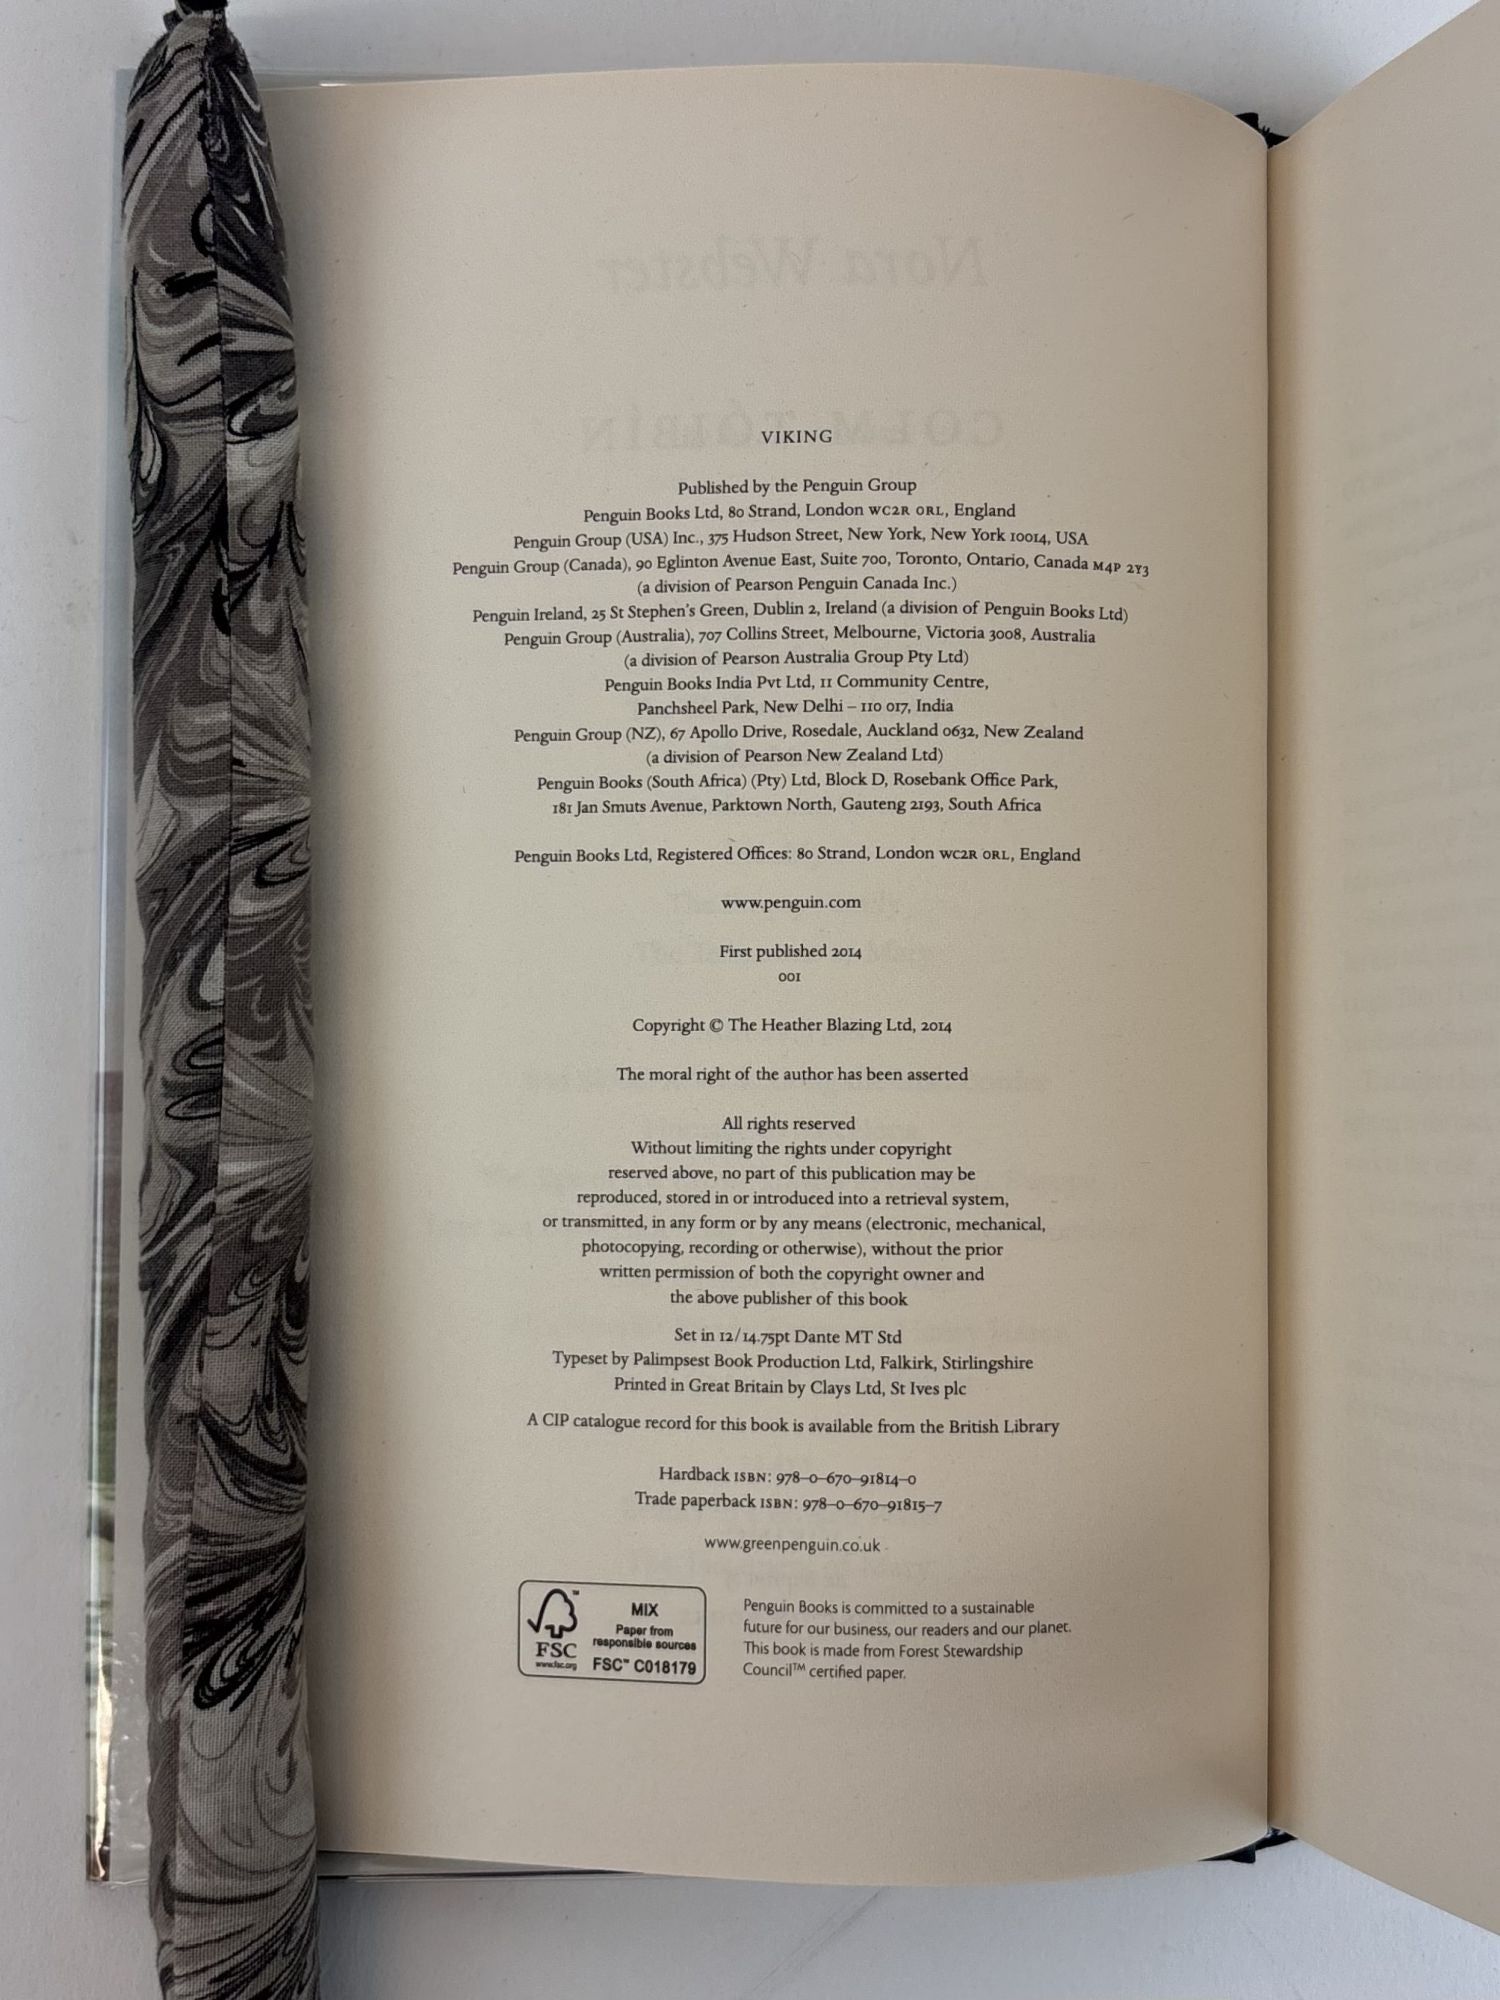 Nora Webster
COLM TÓIBÍN
VIKING
Published by the Penguin Group
Penguin Books Ltd, 80 Strand, London WC2R ORL, England
Penguin Group (USA) Inc., 375 Hudson Street, New York, New York 10014, USA
Penguin Group (Canada), 90 Eglinton Avenue East, Suite 700, Toronto, Ontario, Canada M4P 2Y3
(a division of Pearson Penguin Canada Inc.)
Penguin Ireland, 25 St Stephen's Green, Dublin 2, Ireland (a division of Penguin Books Ltd)
Penguin Group (Australia), 707 Collins Street, Melbourne, Victoria 3008, Australia
(a division of Pearson Australia Group Pty Ltd)
Penguin Books India Pvt Ltd, 11 Community Centre,
Panchsheel Park, New Delhi – 110 017, India
Penguin Group (NZ), 67 Apollo Drive, Rosedale, Auckland 0632, New Zealand
(a division of Pearson New Zealand Ltd)
Penguin Books (South Africa) (Pty) Ltd, Block D, Rosebank Office Park,
181 Jan Smuts Avenue, Parktown North, Gauteng 2193, South Africa
Penguin Books Ltd, Registered Offices: 80 Strand, London WC2R ORL, England
www.penguin.com
First published 2014
001
Copyright © The Heather Blazing Ltd, 2014
The moral right of the author has been asserted
All rights reserved
Without limiting the rights under copyright
reserved above, no part of this publication may be
reproduced, stored in or introduced into a retrieval system,
or transmitted, in any form or by any means (electronic, mechanical,
photocopying, recording or otherwise), without the prior
written permission of both the copyright owner and
the above publisher of this book
Set in 12/14.75pt Dante MT Std
Typeset by Palimpsest Book Production Ltd, Falkirk, Stirlingshire
Printed in Great Britain by Clays Ltd, St Ives plc
A CIP catalogue record for this book is available from the British Library
Hardback ISBN: 978–0–670–91814–0
Trade paperback ISBN: 978–0–670–91815–7
www.greenpenguin.co.uk
FSC
www.fsc.org
MIX
Paper from
responsible sources
FSC™ C018179
Penguin Books is committed to a sustainable
future for our business, our readers and our planet.
This book is made from Forest Stewardship
Council™ certified paper.